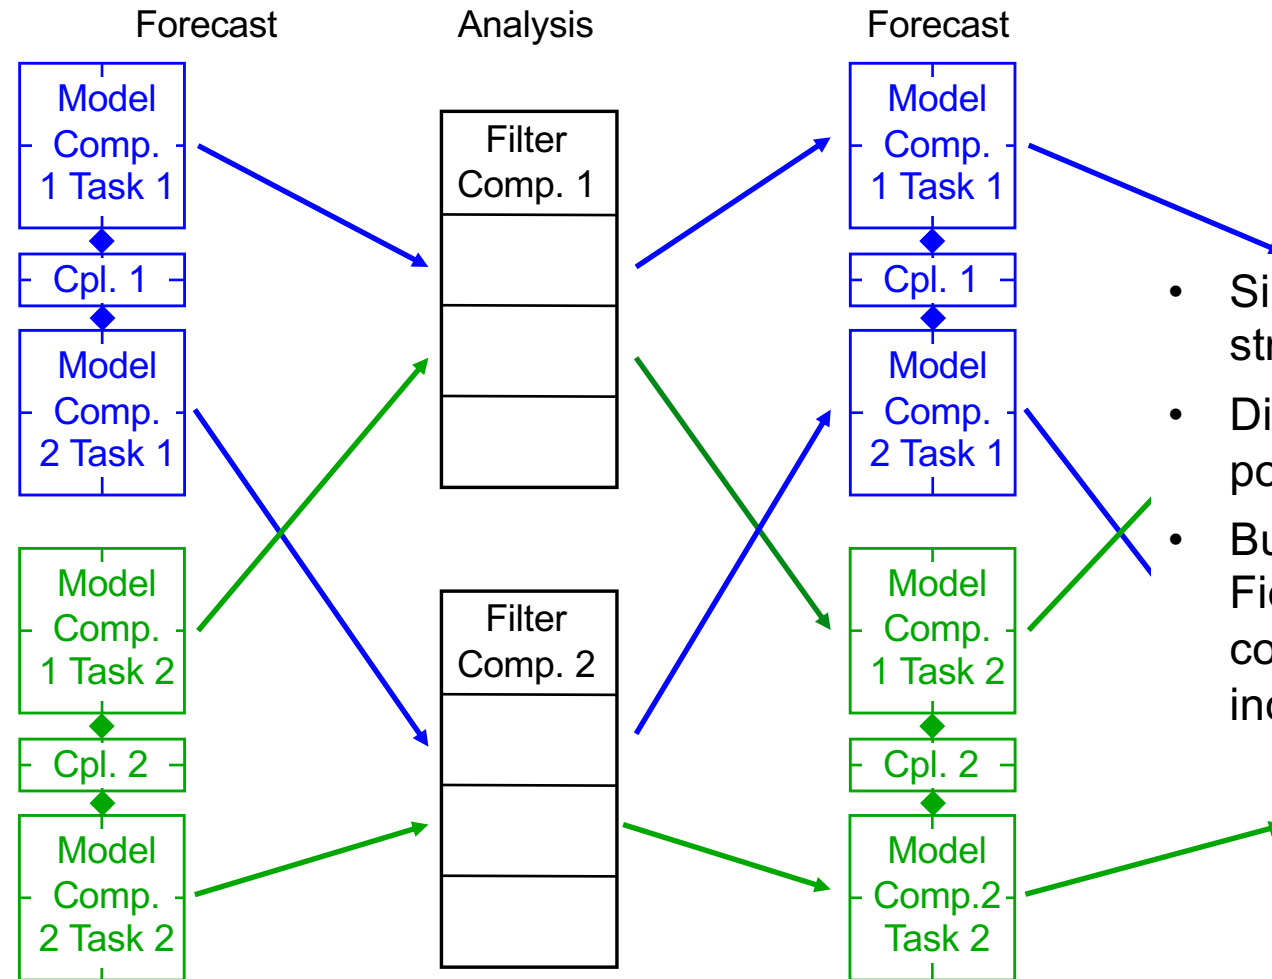 Forecast
Analysis
Forecast
Model
Comp.
1 Task 1
Cpl. 1
Model
Comp.
2 Task 1
Model
Comp.
1 Task 2
Cpl. 2
Model
Comp.
2 Task 2
Filter
Comp. 1
Filter
Comp. 2
Model
Comp.
1 Task 1
Cpl. 1
Model
Comp.
2 Task 1
Model
Comp.
1 Task 2
Cpl. 2
Model
Comp.2
Task 2